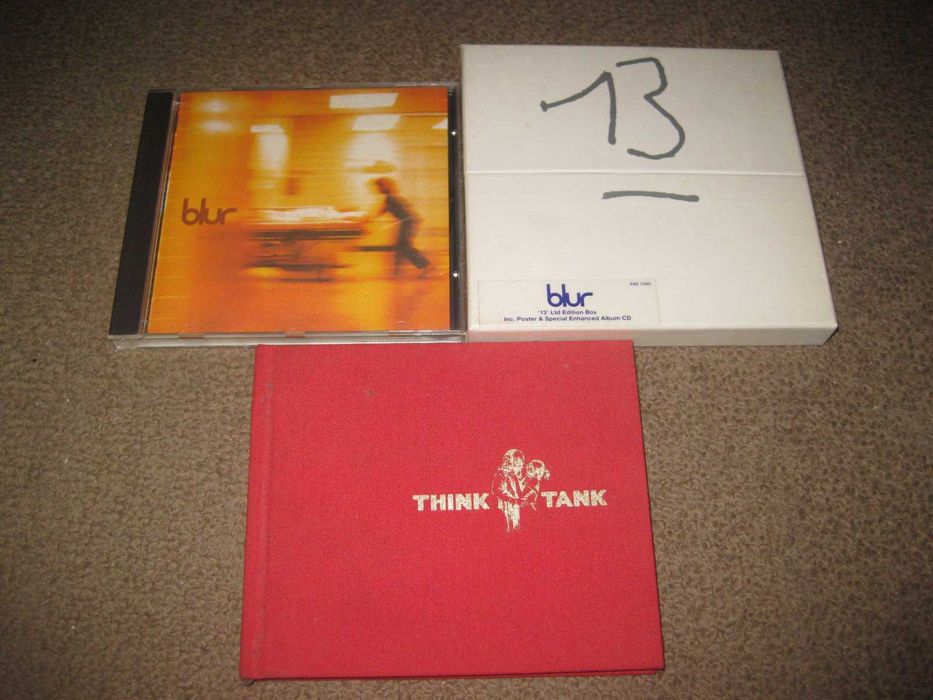 blur
13
blur
'13' Ltd Edition Box
Inc. Poster & Special Enhanced Album CD
THINK TANK